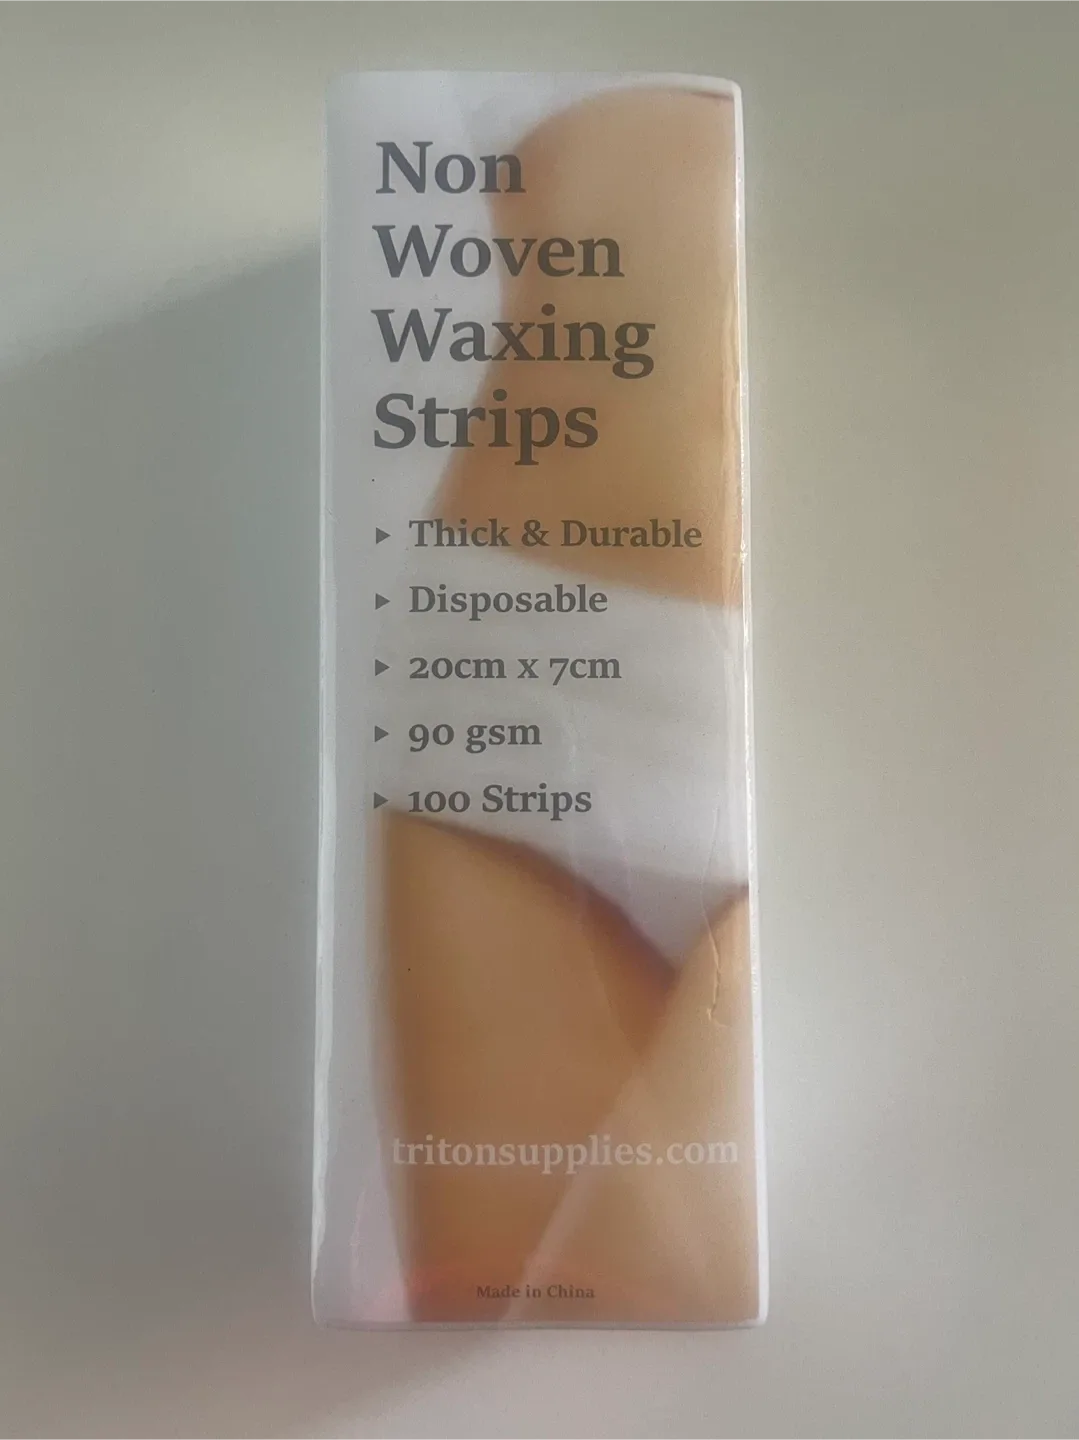 Non
Woven
Waxing
Strips
▸ Thick & Durable
▸ Disposable
▸ 20cm x 7cm
▸ 90 gsm
▸ 100 Strips
tritonsupplies.com
Made in China